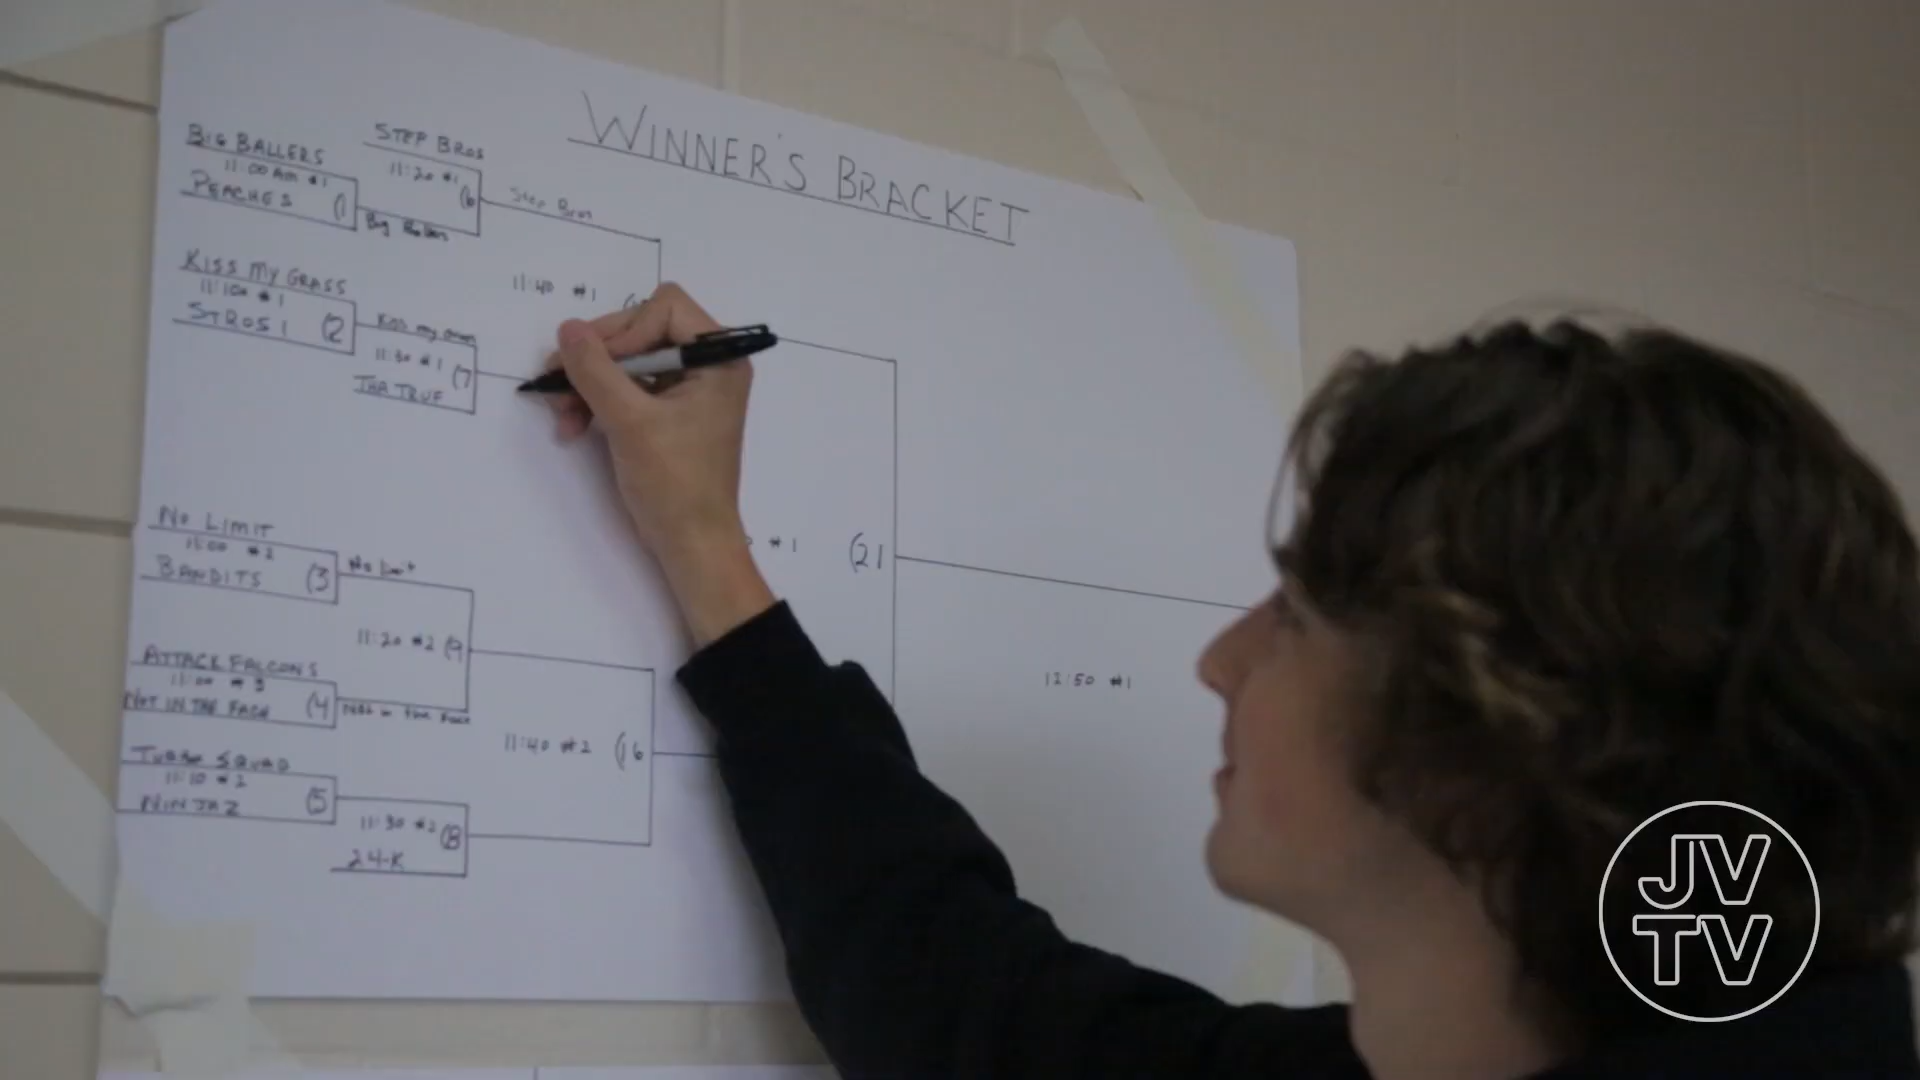 WINNER'S BRACKET
BIG BALLERS
11:00 AM #1
PEACHES (1
STEP BROS
11:20 #1
(6
Big Ballers
Step Bros
KISS MY GRASS
11:10 #1
STROS 1 (2
Kiss my
11:30 #1
(7
THA TRUF
11:40 #1
NO LIMIT
11:00 #2
BANDITS (3
No Limit
11:20 #2 (9
ATTACK FALCONS
11:00 #3
NOT IN THE FACE (4
Not in the Face
TURBO SQUAD
11:10 #2
NINJAZ (5
11:30 #2 (8
24-K
11:40 #2 (16
#1 (21
12:50 #1
JV
TV